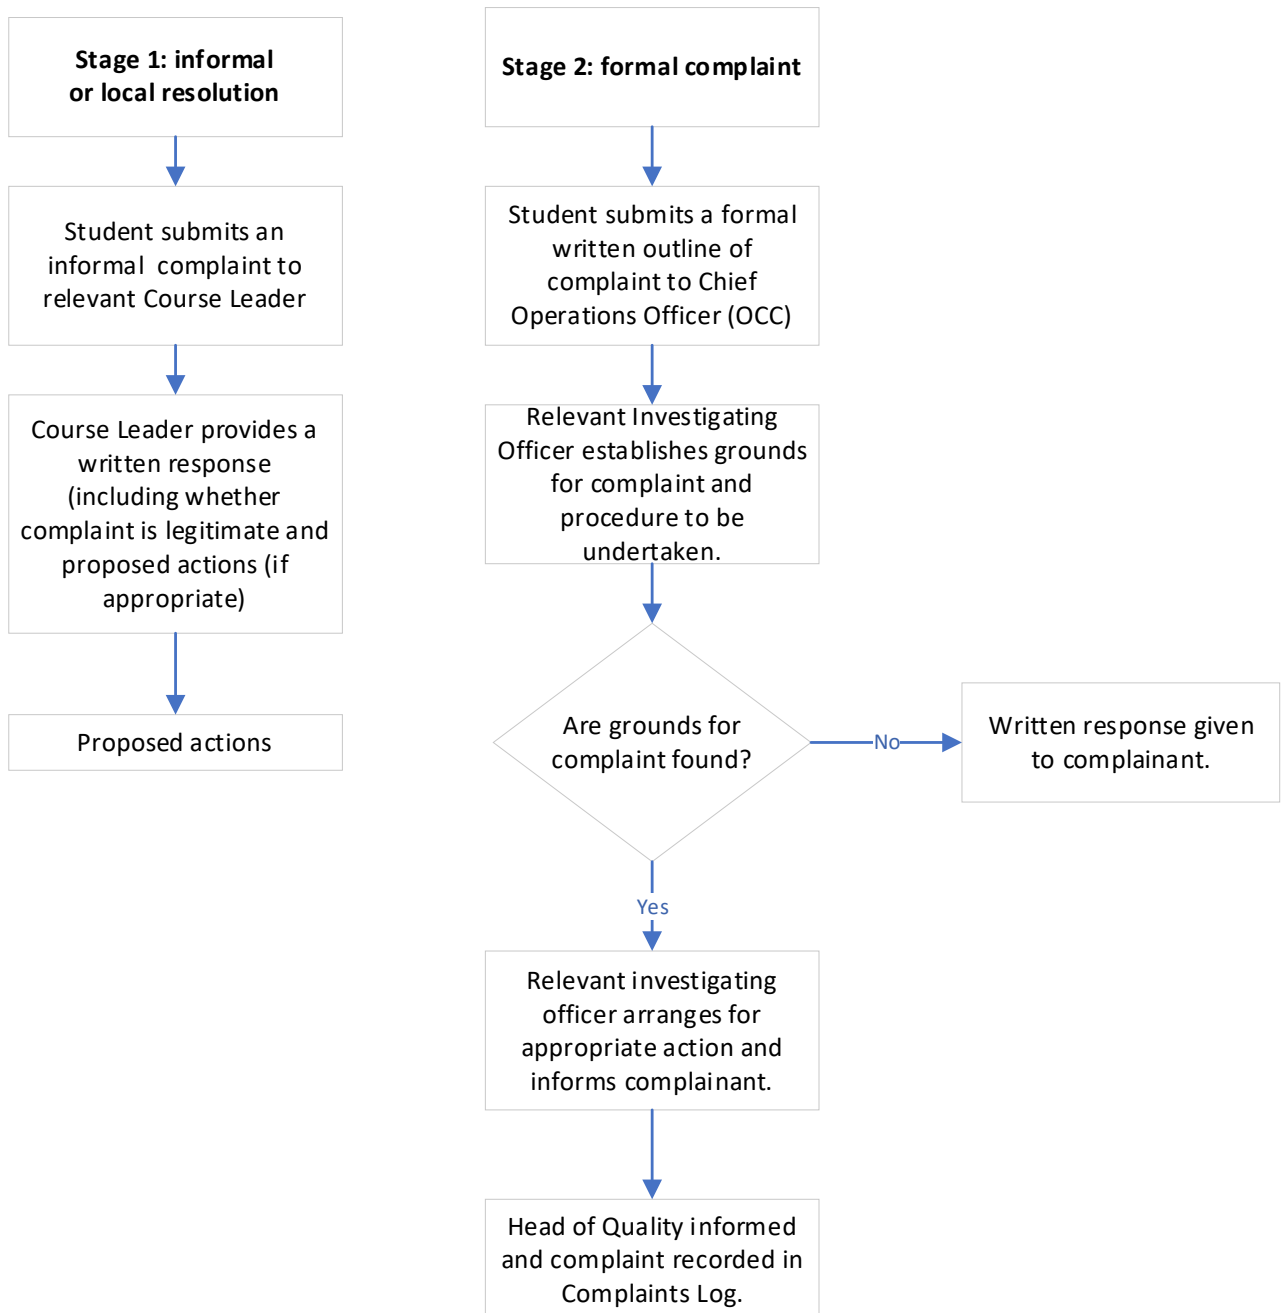 Stage 1: informal
or local resolution
Student submits an
informal  complaint to
relevant Course Leader
Course Leader provides a
written response
(including whether
complaint is legitimate and
proposed actions (if
appropriate)
Proposed actions
Stage 2: formal complaint
Student submits a formal
written outline of
complaint to Chief
Operations Officer (OCC)
Relevant Investigating
Officer establishes grounds
for complaint and
procedure to be
undertaken.
Are grounds for
complaint found?
No
Written response given
to complainant.
Yes
Relevant investigating
officer arranges for
appropriate action and
informs complainant.
Head of Quality informed
and complaint recorded in
Complaints Log.